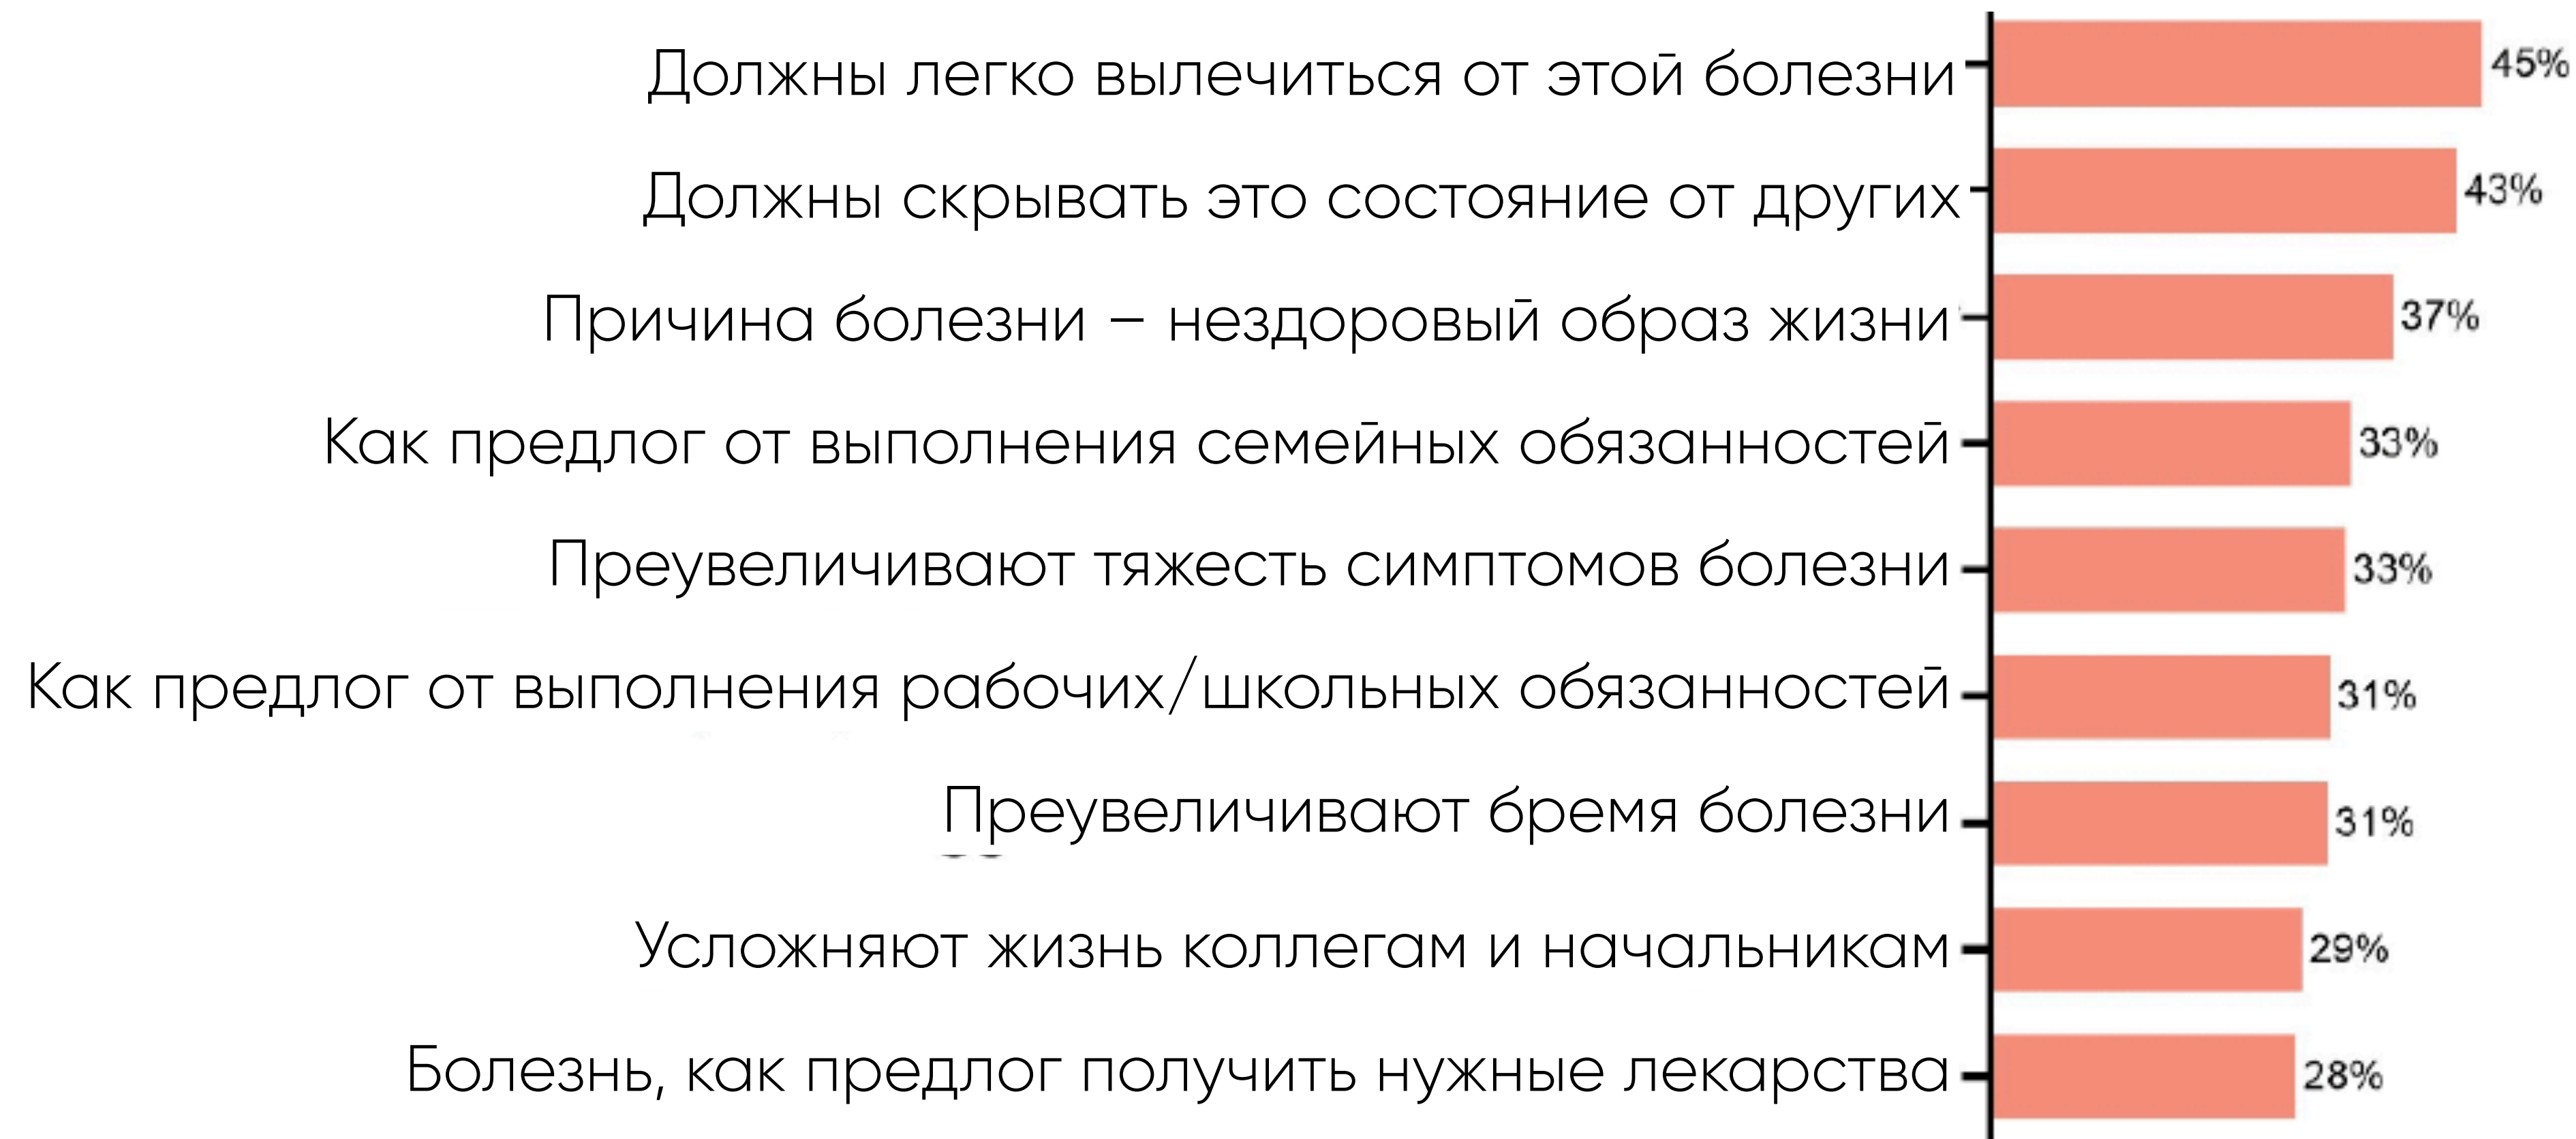 Должны легко вылечиться от этой болезни 45%
Должны скрывать это состояние от других 43%
Причина болезни – нездоровый образ жизни 37%
Как предлог от выполнения семейных обязанностей 33%
Преувеличивают тяжесть симптомов болезни 33%
Как предлог от выполнения рабочих/школьных обязанностей 31%
Преувеличивают бремя болезни 31%
Усложняют жизнь коллегам и начальникам 29%
Болезнь, как предлог получить нужные лекарства 28%